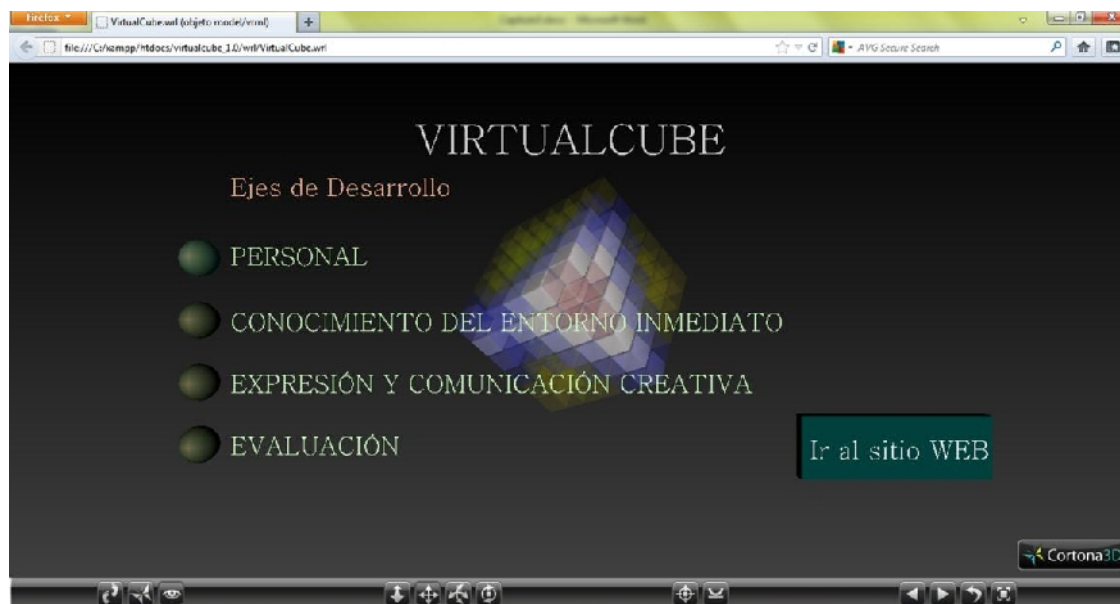 Firefox
VirtualCube.wrl (objeto model/vrml)
file:///C:/xampp/htdocs/virtualcube_1.0/wrl/VirtualCube.wrl
AVG Secure Search
VIRTUALCUBE
Ejes de Desarrollo
PERSONAL
CONOCIMIENTO DEL ENTORNO INMEDIATO
EXPRESIÓN Y COMUNICACIÓN CREATIVA
EVALUACIÓN
Ir al sitio WEB
Cortona3D